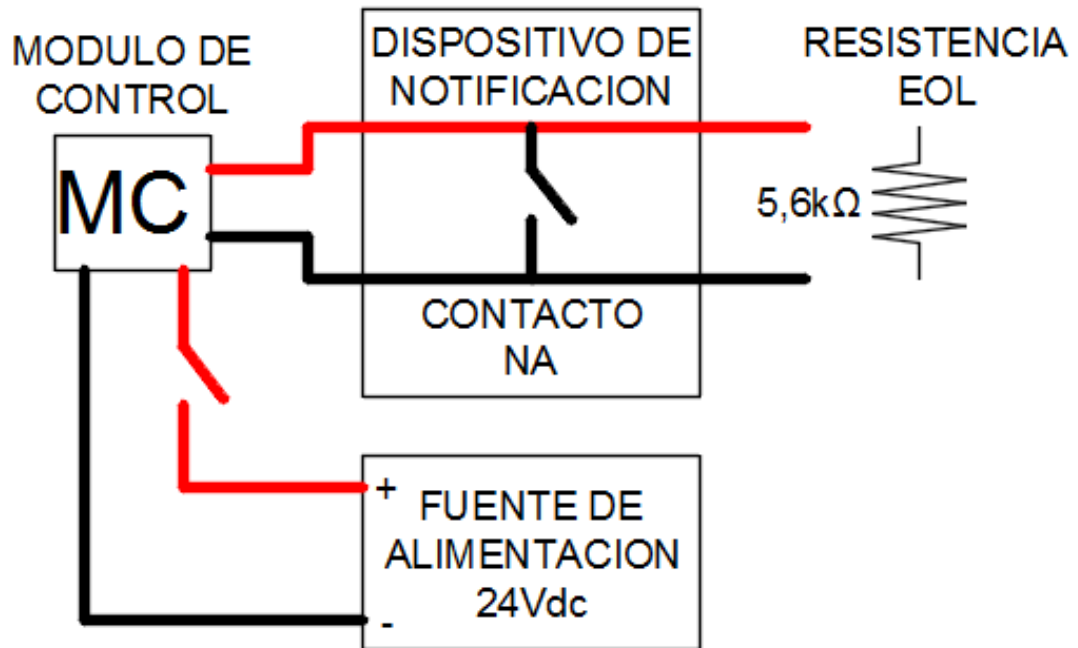 MODULO DE
CONTROL
MC
DISPOSITIVO DE
NOTIFICACION
CONTACTO
NA
RESISTENCIA
EOL
5,6kΩ
+
FUENTE DE
ALIMENTACION
24Vdc
-